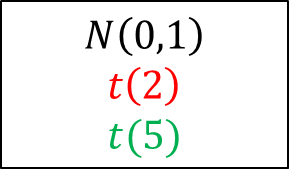 N(0,1)
t(2)
t(5)